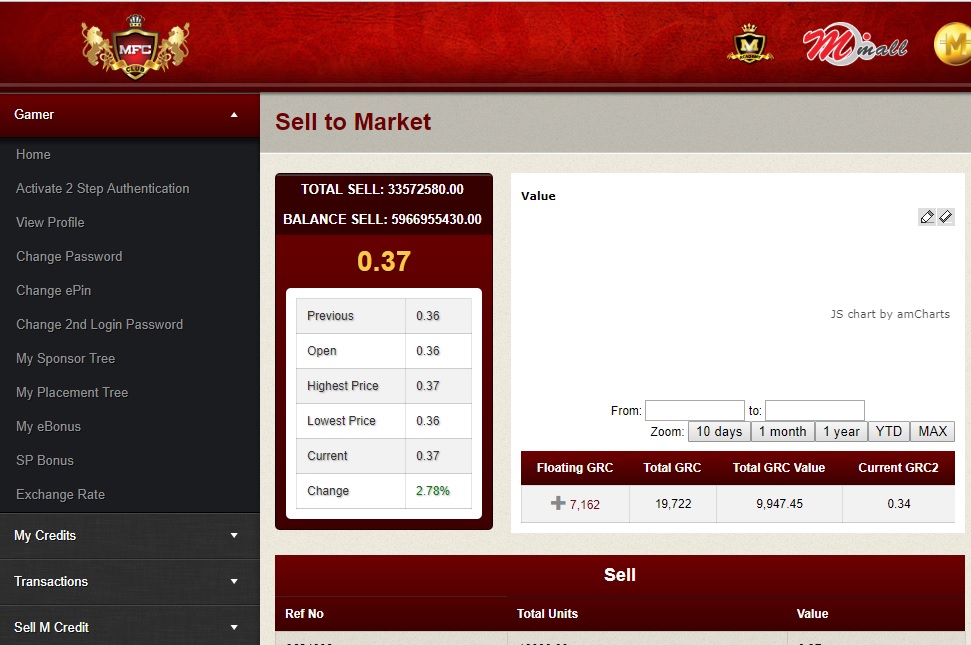 MFC
CLUB
M
Mmall
M
Gamer
Home
Activate 2 Step Authentication
View Profile
Change Password
Change ePin
Change 2nd Login Password
My Sponsor Tree
My Placement Tree
My eBonus
SP Bonus
Exchange Rate
My Credits
Transactions
Sell M Credit
Sell to Market
TOTAL SELL: 33572580.00
BALANCE SELL: 5966955430.00
0.37
Previous 0.36
Open 0.36
Highest Price 0.37
Lowest Price 0.36
Current 0.37
Change 2.78%
Value
JS chart by amCharts
From: to:
Zoom: 10 days 1 month 1 year YTD MAX
Floating GRC Total GRC Total GRC Value Current GRC2
7,162 19,722 9,947.45 0.34
Sell
Ref No Total Units Value